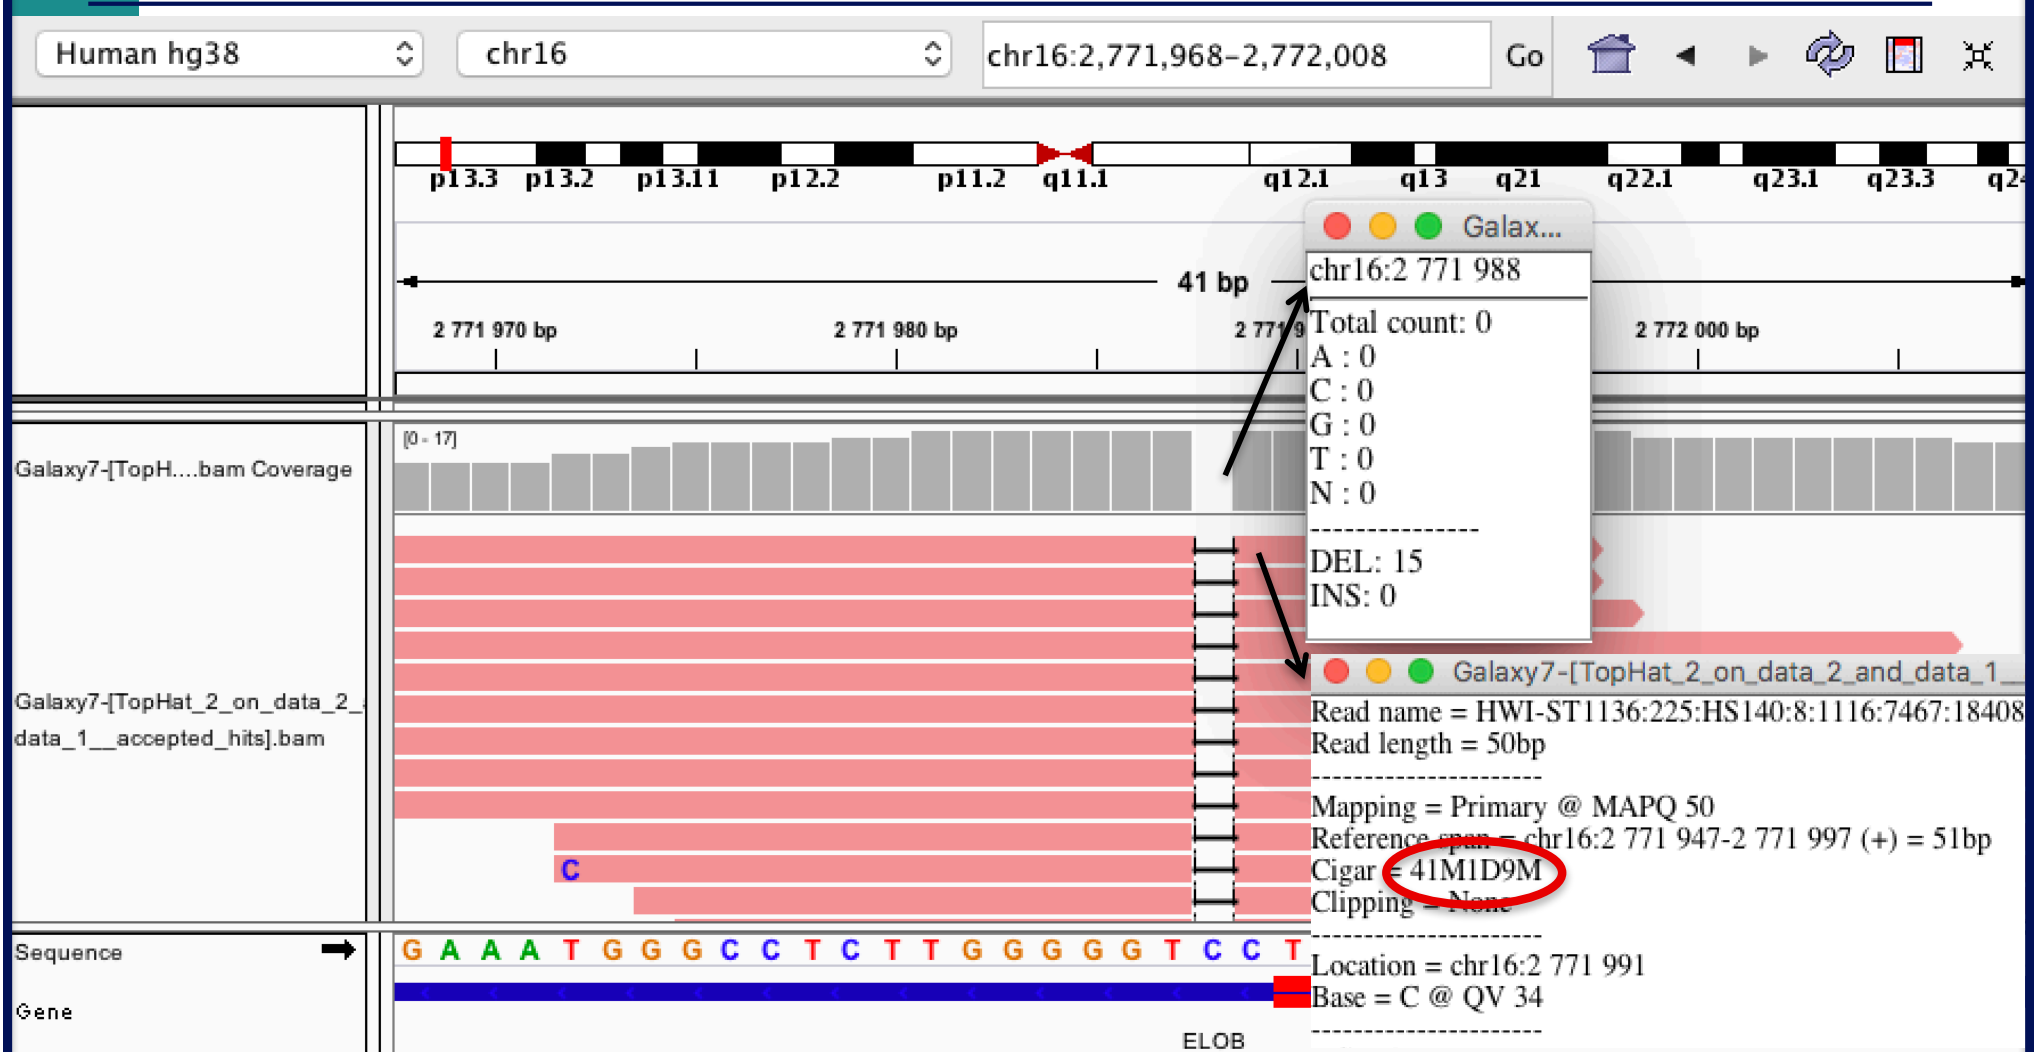 Human hg38 chr16 chr16:2,771,968-2,772,008 Go
p13.3 p13.2 p13.11 p12.2 p11.2 q11.1 q12.1 q13 q21 q22.1 q23.1 q23.3
Galax...
chr16:2 771 988
41 bp
2 771 970 bp 2 771 980 bp 2 771 9 2 772 000 bp
Total count: 0
A : 0
C : 0
G : 0
T : 0
N : 0
---------------
DEL: 15
INS: 0
[0 - 17]
Galaxy7-[TopH....bam Coverage
Galaxy7-[TopHat_2_on_data_2_
data_1__accepted_hits].bam
Galaxy7-[TopHat_2_on_data_2_and_data_1__
Read name = HWI-ST1136:225:HS140:8:1116:7467:18408
Read length = 50bp
----------------------
Mapping = Primary @ MAPQ 50
Reference span = chr16:2 771 947-2 771 997 (+) = 51bp
Cigar = 41M1D9M
Clipping = None
----------------------
Location = chr16:2 771 991
Base = C @ QV 34
----------------------
C
Sequence G A A A T G G G C C T C T T G G G G G T C C T
Gene
ELOB